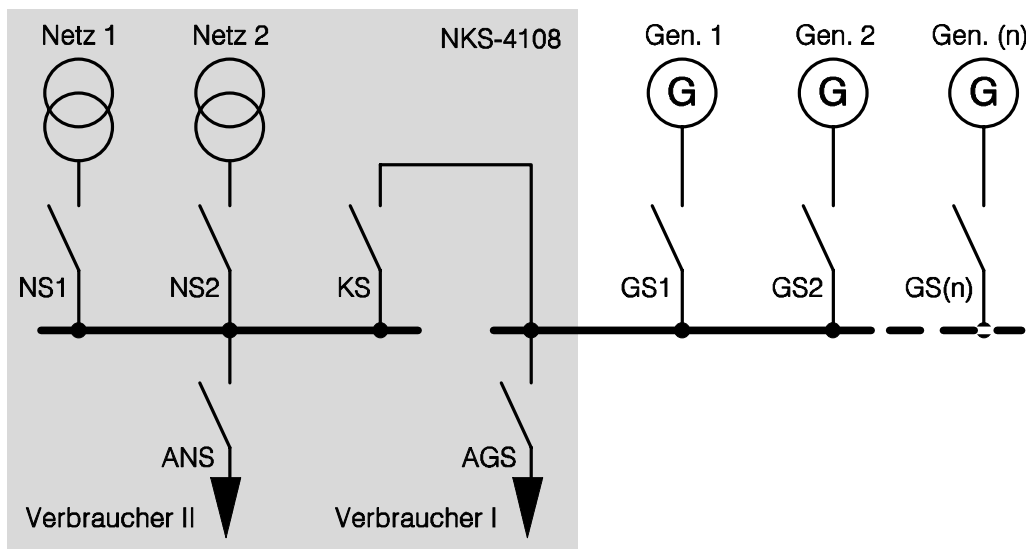 Netz 1
Netz 2
NKS-4108
Gen. 1
Gen. 2
Gen. (n)
G
G
G
NS1
NS2
KS
GS1
GS2
GS(n)
ANS
AGS
Verbraucher II
Verbraucher I